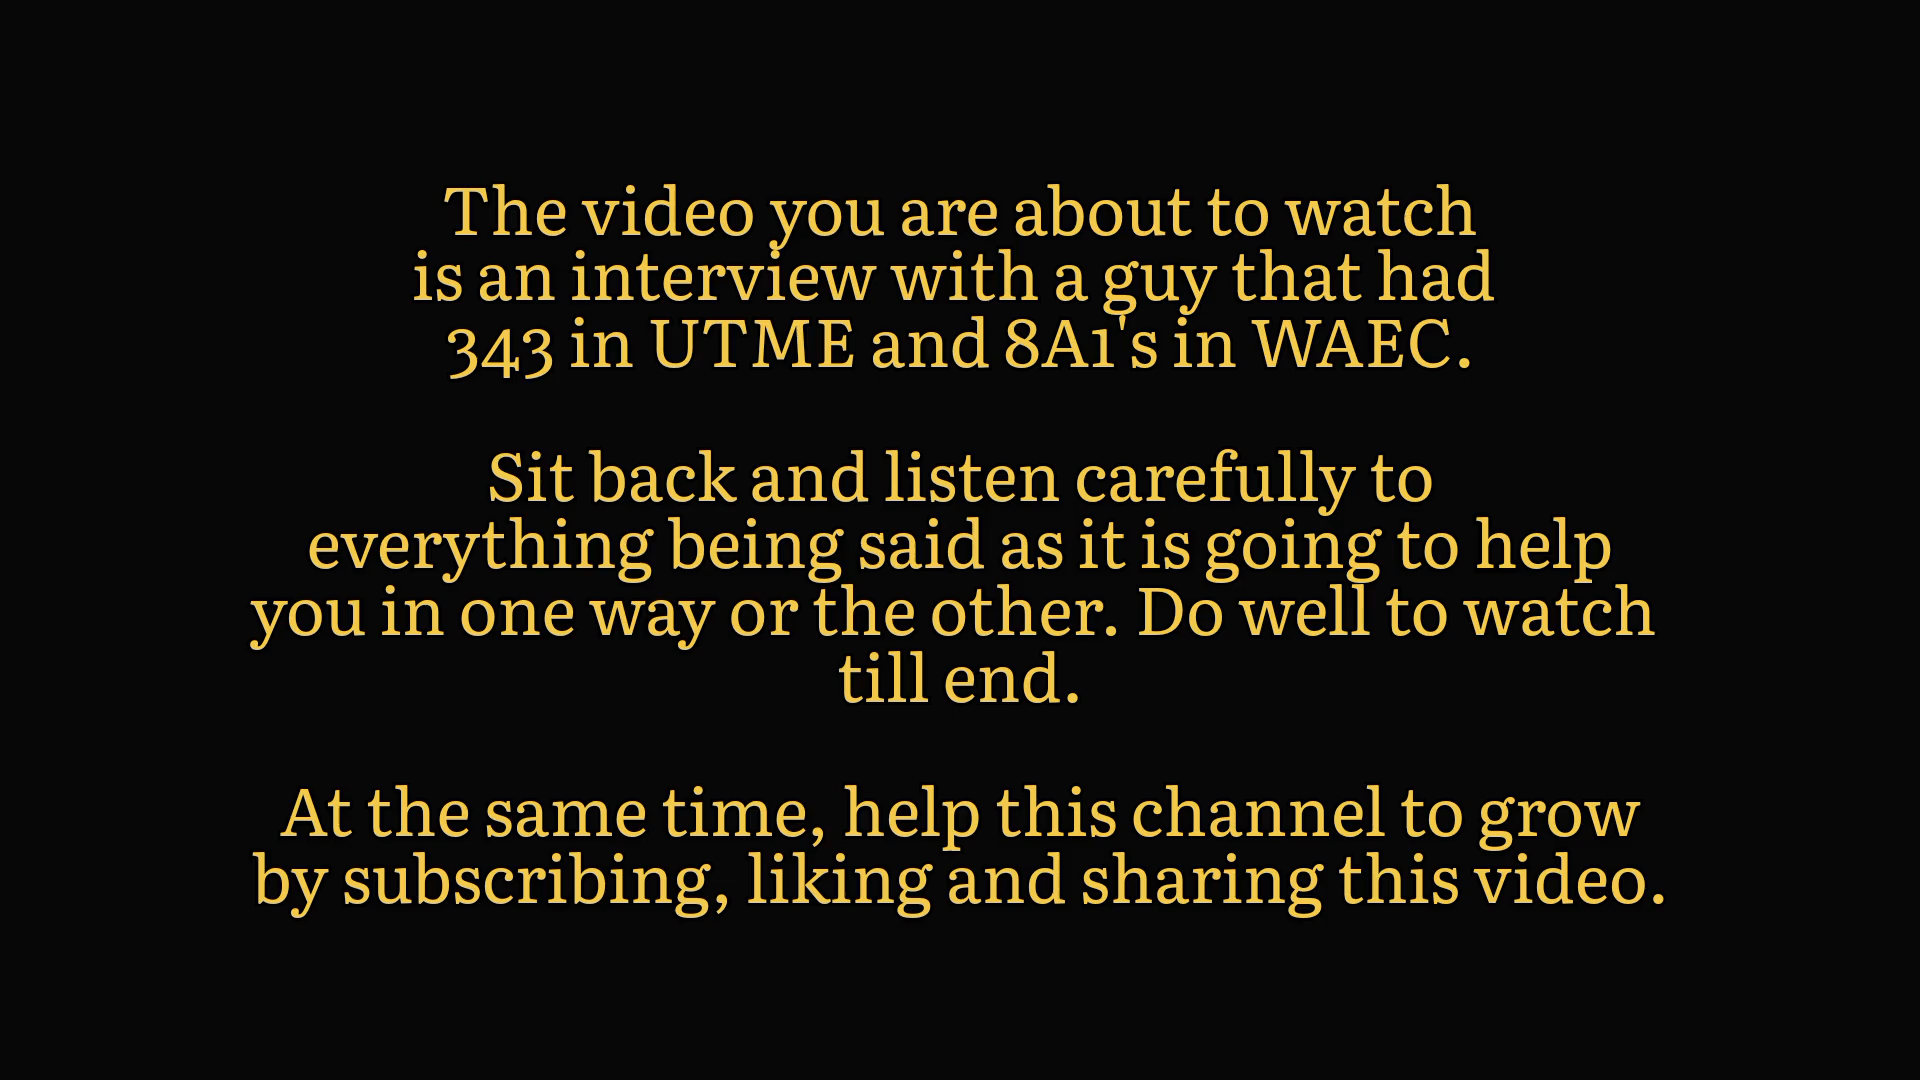 The video you are about to watch
is an interview with a guy that had
343 in UTME and 8A1's in WAEC.
Sit back and listen carefully to
everything being said as it is going to help
you in one way or the other. Do well to watch
till end.
At the same time, help this channel to grow
by subscribing, liking and sharing this video.